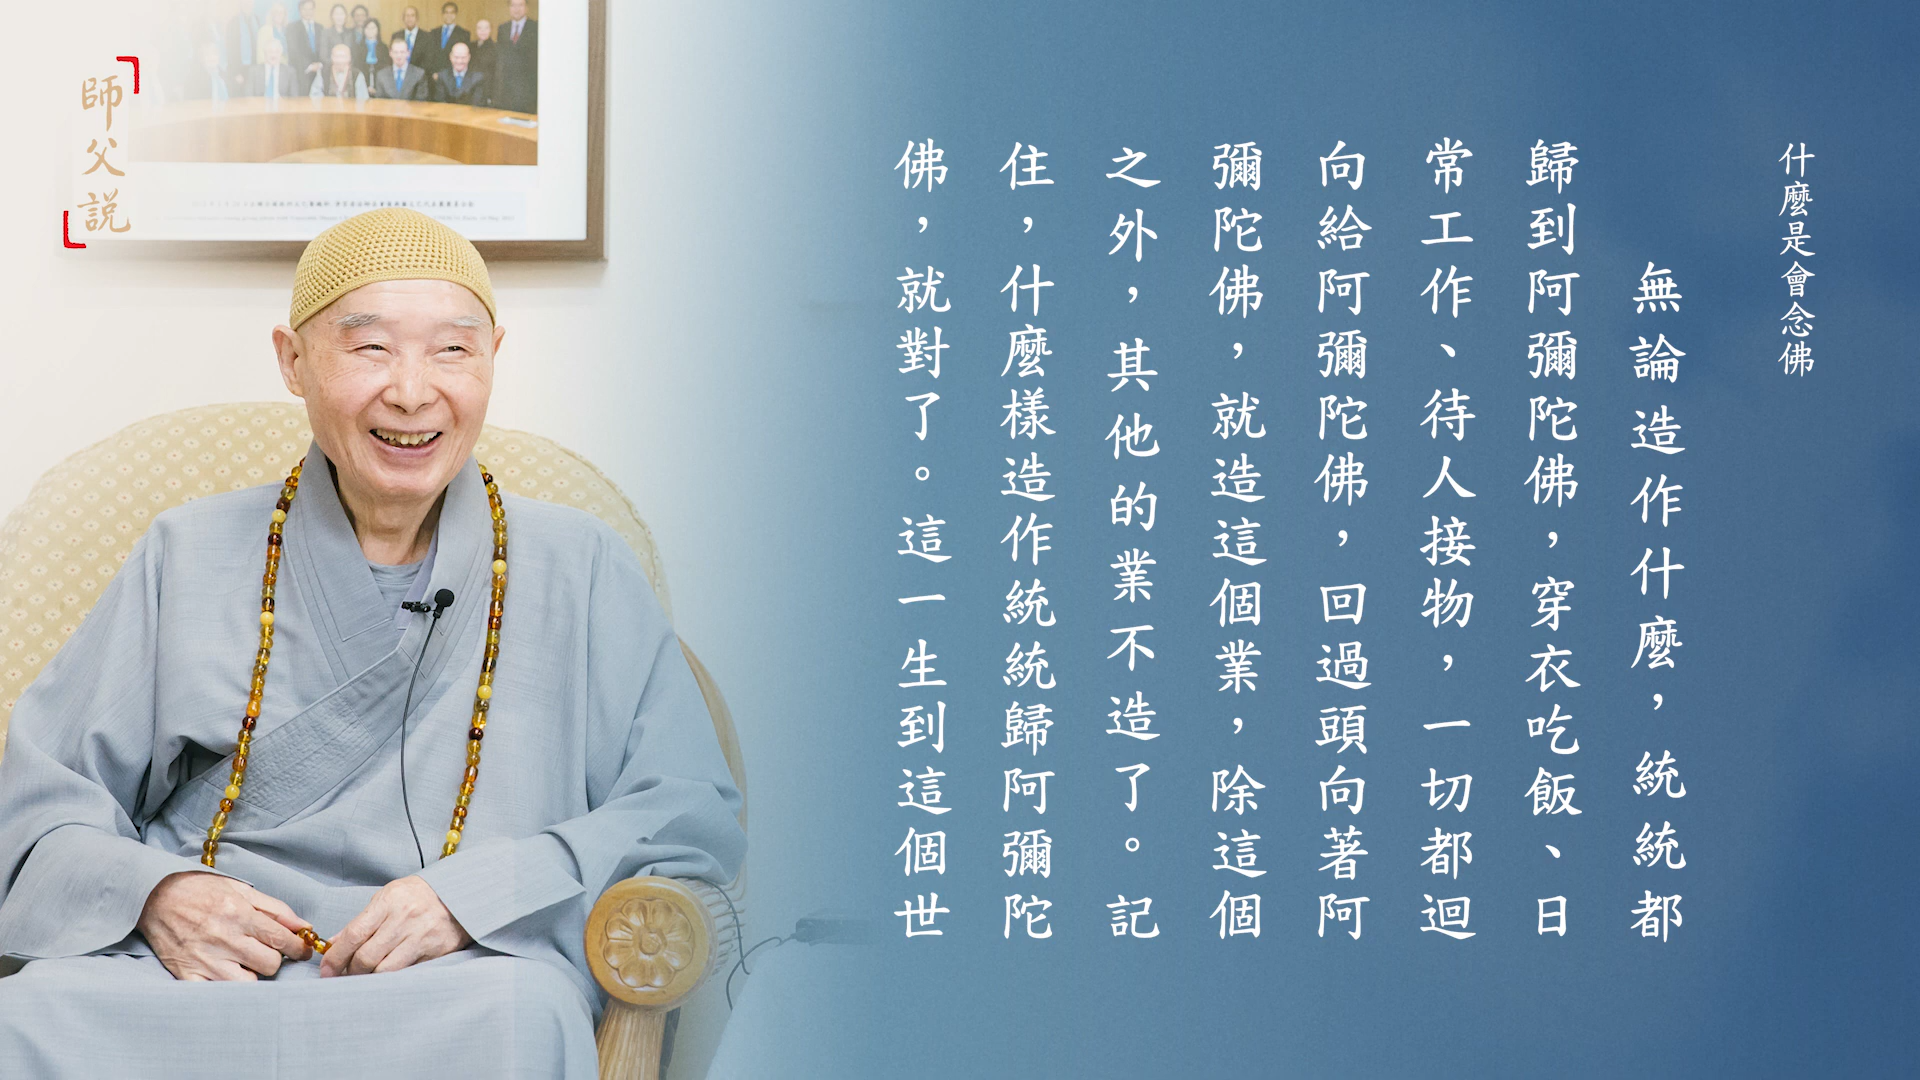 師父說
什麼是會念佛
無論造作什麼，統統都
歸到阿彌陀佛，穿衣吃飯、日
常工作、待人接物，一切都迴
向給阿彌陀佛，回過頭向著阿
彌陀佛，就造這個業，除這個
之外，其他的業不造了。記
住，什麼樣造作統統歸阿彌陀
佛，就對了。這一生到這個世